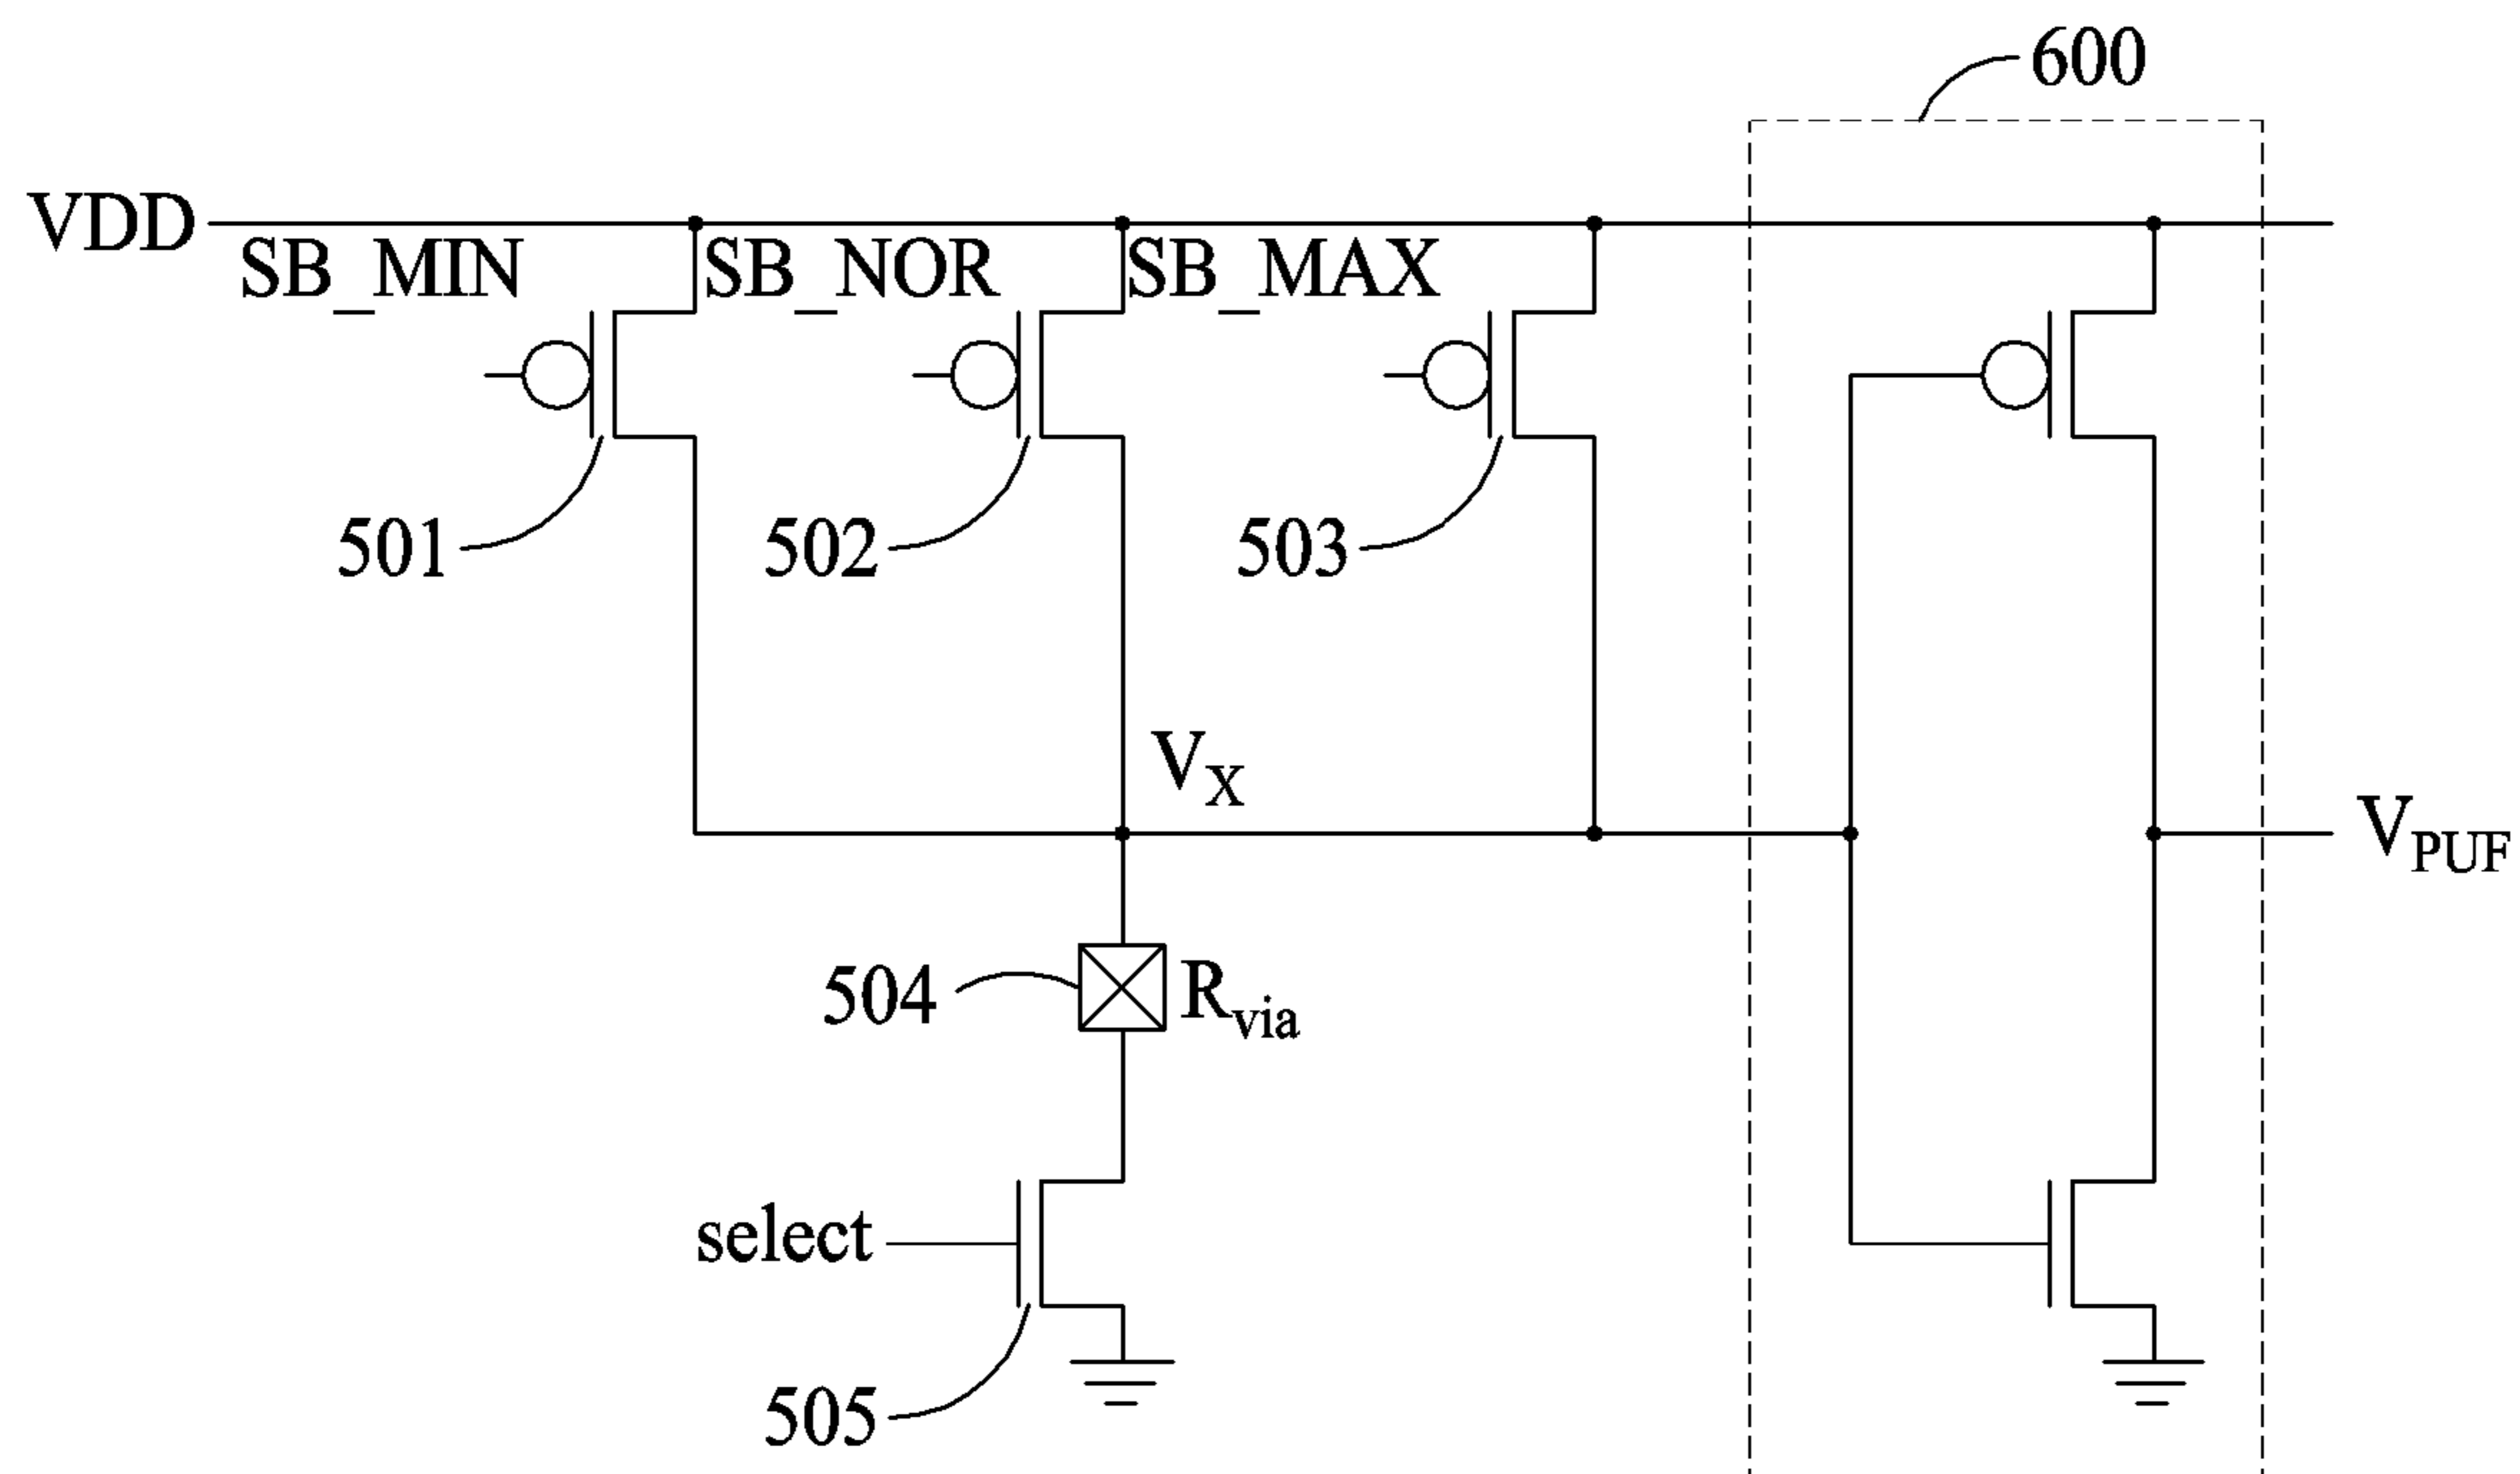 600
VDD
SB_MIN SB_NOR SB_MAX
501 502 503
VX
VPUF
504 Rvia
select
505